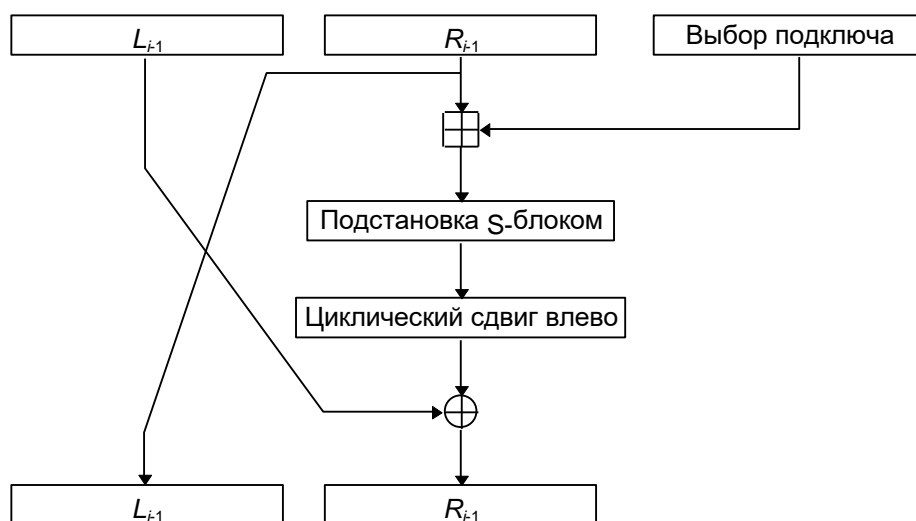 L_{i-1}
R_{i-1}
Выбор подключа
Подстановка S-блоком
Циклический сдвиг влево
L_{i-1}
R_{i-1}